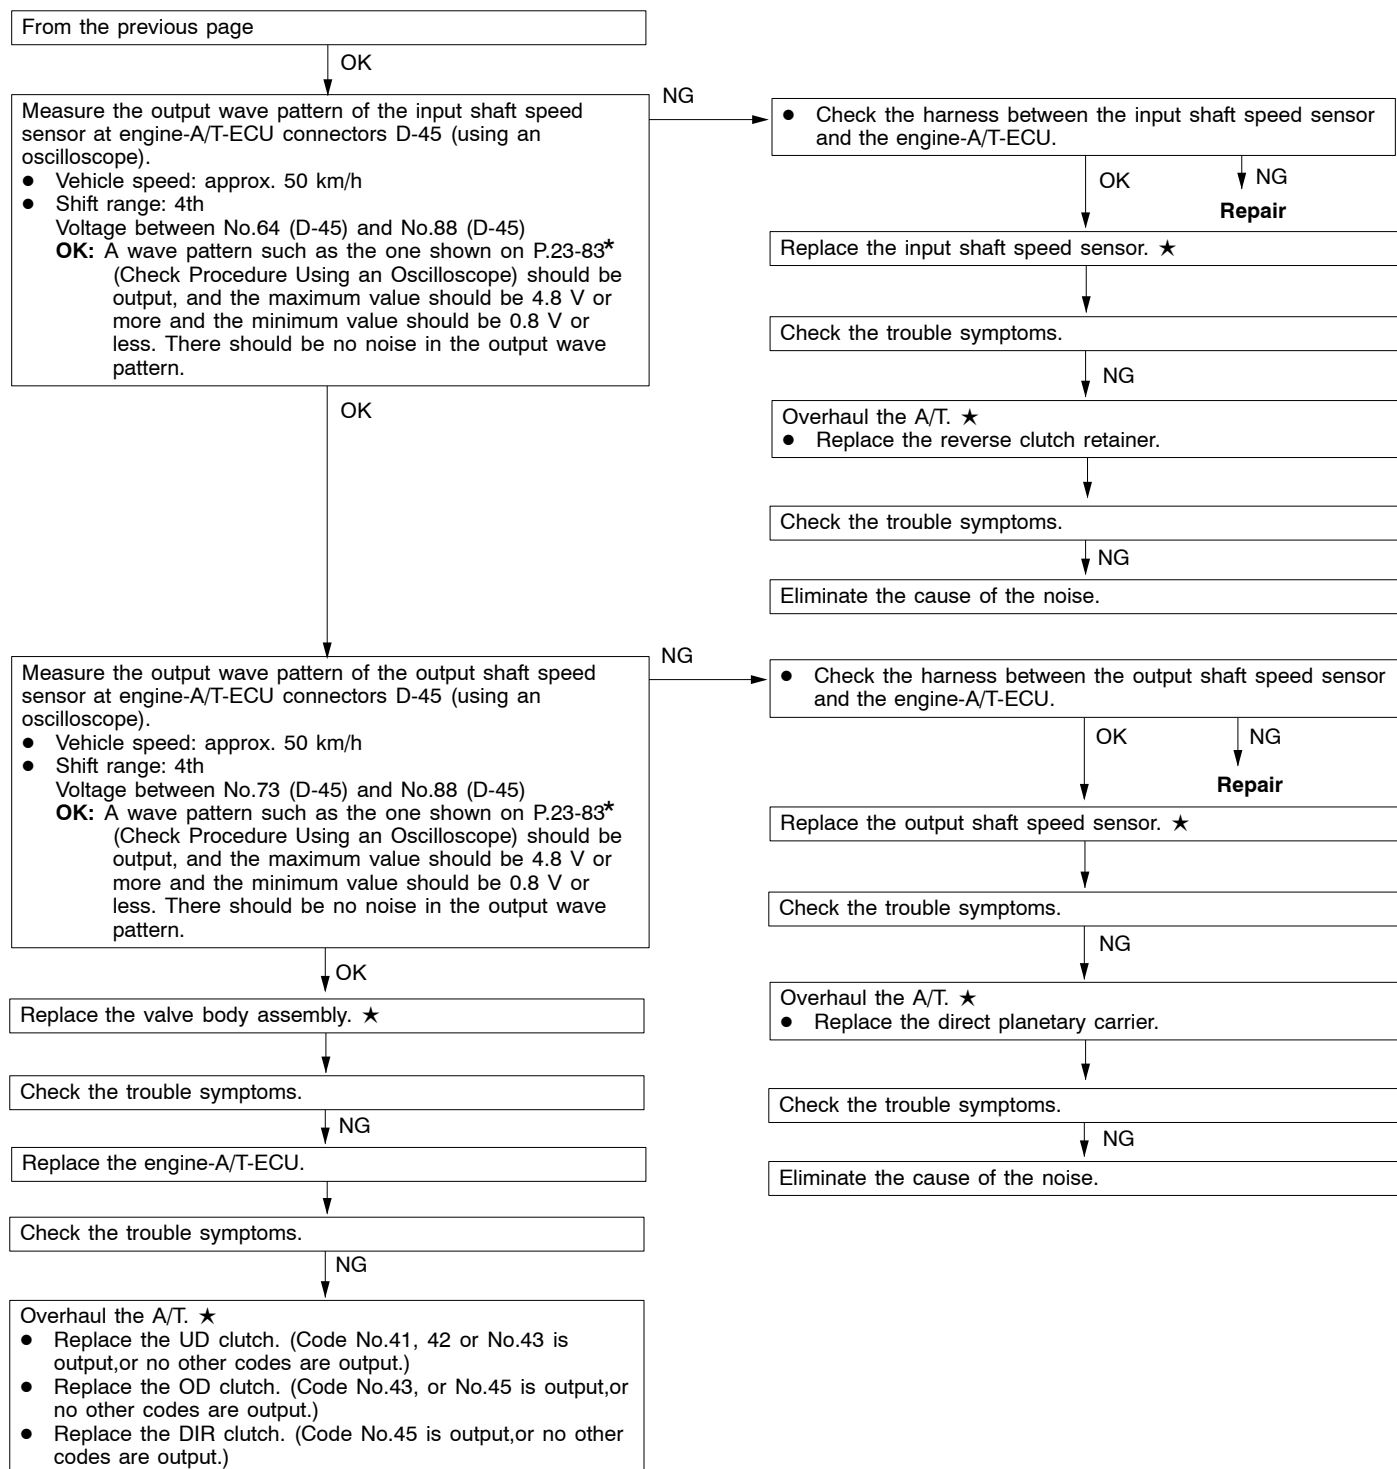 From the previous page
OK
Measure the output wave pattern of the input shaft speed
sensor at engine-A/T-ECU connectors D-45 (using an
oscilloscope).
● Vehicle speed: approx. 50 km/h
● Shift range: 4th
Voltage between No.64 (D-45) and No.88 (D-45)
OK: A wave pattern such as the one shown on P.23-83*
(Check Procedure Using an Oscilloscope) should be
output, and the maximum value should be 4.8 V or
more and the minimum value should be 0.8 V or
less. There should be no noise in the output wave
pattern.
NG
● Check the harness between the input shaft speed sensor
and the engine-A/T-ECU.
OK
NG
Repair
Replace the input shaft speed sensor. ★
Check the trouble symptoms.
NG
Overhaul the A/T. ★
● Replace the reverse clutch retainer.
Check the trouble symptoms.
NG
Eliminate the cause of the noise.
OK
Measure the output wave pattern of the output shaft speed
sensor at engine-A/T-ECU connectors D-45 (using an
oscilloscope).
● Vehicle speed: approx. 50 km/h
● Shift range: 4th
Voltage between No.73 (D-45) and No.88 (D-45)
OK: A wave pattern such as the one shown on P.23-83*
(Check Procedure Using an Oscilloscope) should be
output, and the maximum value should be 4.8 V or
more and the minimum value should be 0.8 V or
less. There should be no noise in the output wave
pattern.
NG
● Check the harness between the output shaft speed sensor
and the engine-A/T-ECU.
OK
NG
Repair
Replace the output shaft speed sensor. ★
Check the trouble symptoms.
NG
Overhaul the A/T. ★
● Replace the direct planetary carrier.
Check the trouble symptoms.
NG
Eliminate the cause of the noise.
OK
Replace the valve body assembly. ★
Check the trouble symptoms.
NG
Replace the engine-A/T-ECU.
Check the trouble symptoms.
NG
Overhaul the A/T. ★
● Replace the UD clutch. (Code No.41, 42 or No.43 is
output,or no other codes are output.)
● Replace the OD clutch. (Code No.43, or No.45 is output,or
no other codes are output.)
● Replace the DIR clutch. (Code No.45 is output,or no other
codes are output.)